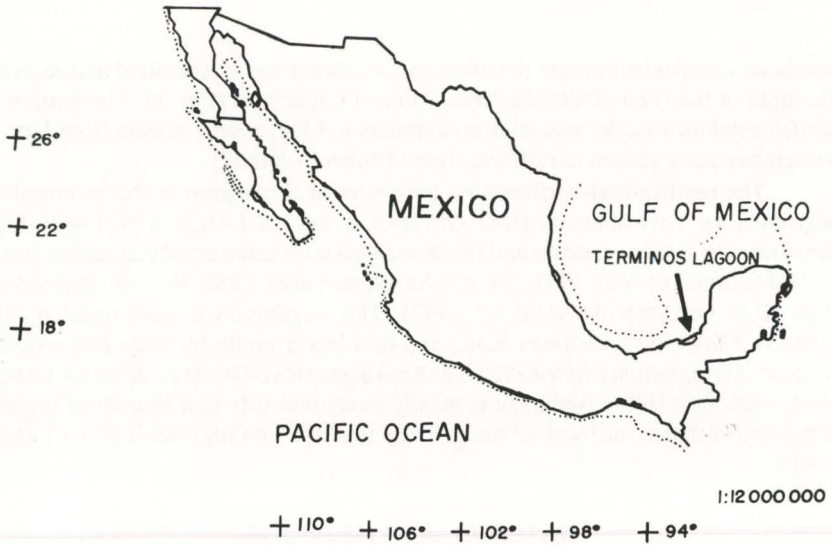 + 26°
MEXICO
GULF OF MEXICO
+ 22°
TERMINOS LAGOON
+ 18°
PACIFIC OCEAN
1:12 000 000
+ 110° + 106° + 102° + 98° + 94°